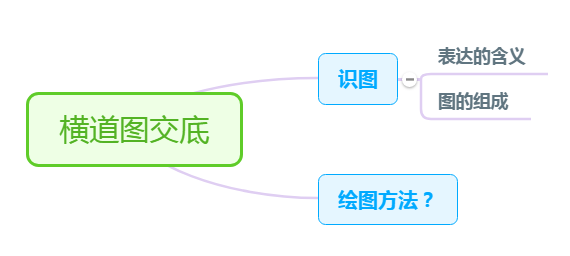 横道图交底
识图
表达的含义
图的组成
绘图方法？